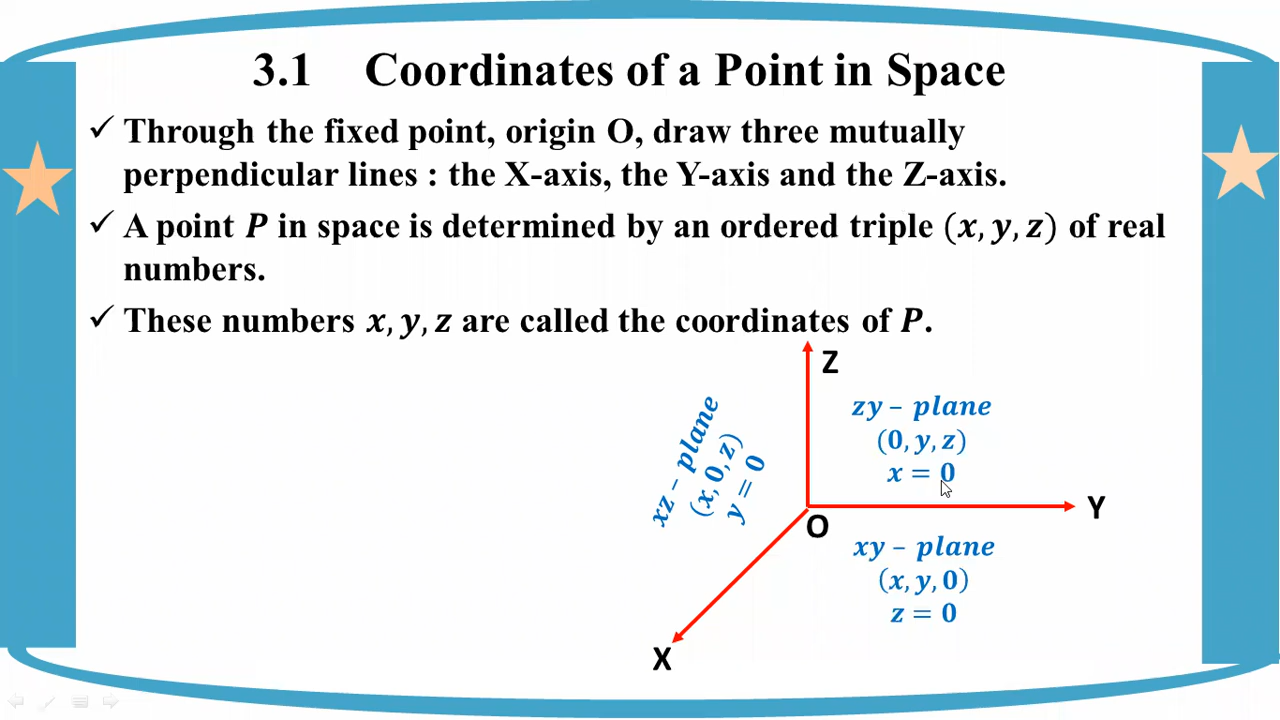 3.1 Coordinates of a Point in Space
✓ Through the fixed point, origin O, draw three mutually
perpendicular lines : the X-axis, the Y-axis and the Z-axis.
✓ A point P in space is determined by an ordered triple (x, y, z) of real
numbers.
✓ These numbers x, y, z are called the coordinates of P.
Z
zy – plane
(0, y, z)
x = 0
xz – plane
(x, 0, z)
y = 0
Y
O
xy – plane
(x, y, 0)
z = 0
X